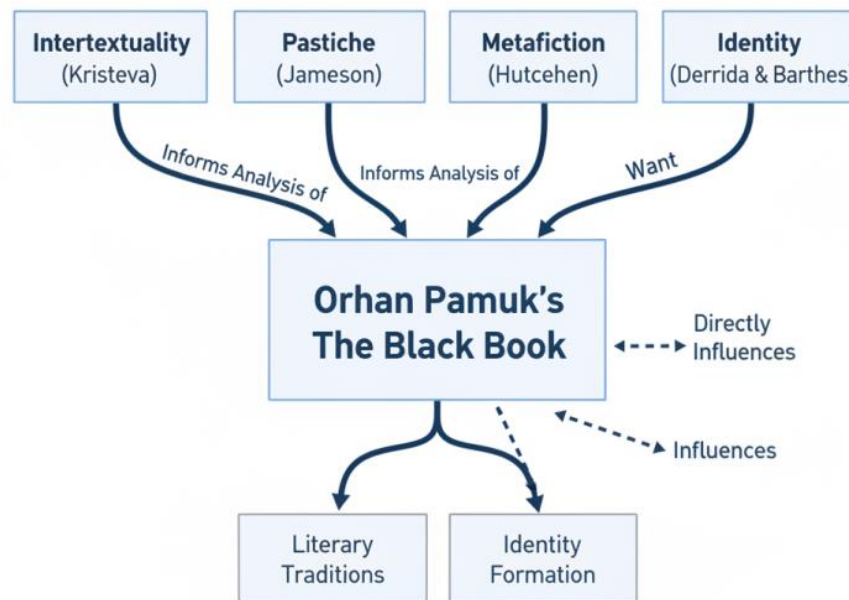 Intertextuality
(Kristeva)
Pastiche
(Jameson)
Metafiction
(Hutcehen)
Identity
(Derrida & Barthes)
Informs Analysis of
Informs Analysis of
Want
Orhan Pamuk's
The Black Book
Directly
Influences
Influences
Literary
Traditions
Identity
Formation